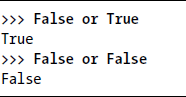 >>> False or True
True
>>> False or False
False